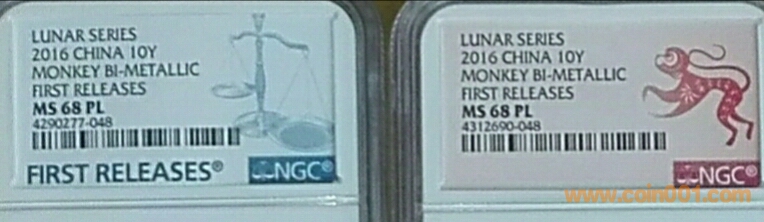 LUNAR SERIES
2016 CHINA 10Y
MONKEY BI-METALLIC
FIRST RELEASES
MS 68 PL
4290277-048
FIRST RELEASES®
NGC®
LUNAR SERIES
2016 CHINA 10Y
MONKEY BI-METALLIC
FIRST RELEASES
MS 68 PL
4312690-048
NGC®
www.coin001.com